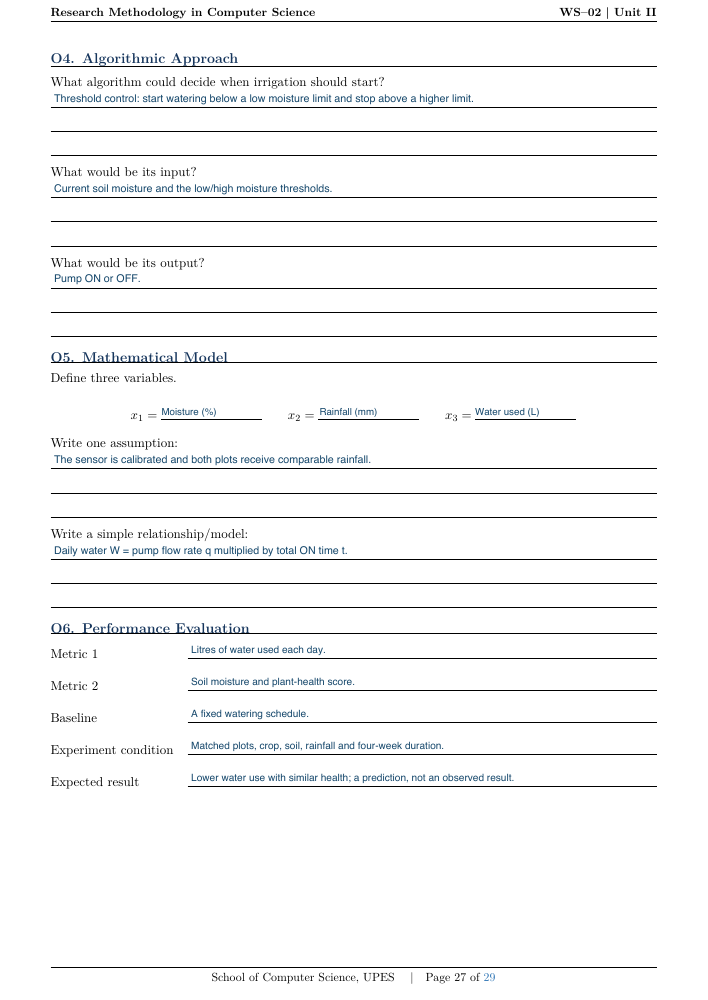 Research Methodology in Computer Science WS–02 | Unit II
O4. Algorithmic Approach
What algorithm could decide when irrigation should start?
Threshold control: start watering below a low moisture limit and stop above a higher limit.
What would be its input?
Current soil moisture and the low/high moisture thresholds.
What would be its output?
Pump ON or OFF.
O5. Mathematical Model
Define three variables.
x₁ = Moisture (%) x₂ = Rainfall (mm) x₃ = Water used (L)
Write one assumption:
The sensor is calibrated and both plots receive comparable rainfall.
Write a simple relationship/model:
Daily water W = pump flow rate q multiplied by total ON time t.
O6. Performance Evaluation
Metric 1 Litres of water used each day.
Metric 2 Soil moisture and plant-health score.
Baseline A fixed watering schedule.
Experiment condition Matched plots, crop, soil, rainfall and four-week duration.
Expected result Lower water use with similar health; a prediction, not an observed result.
School of Computer Science, UPES | Page 27 of 29